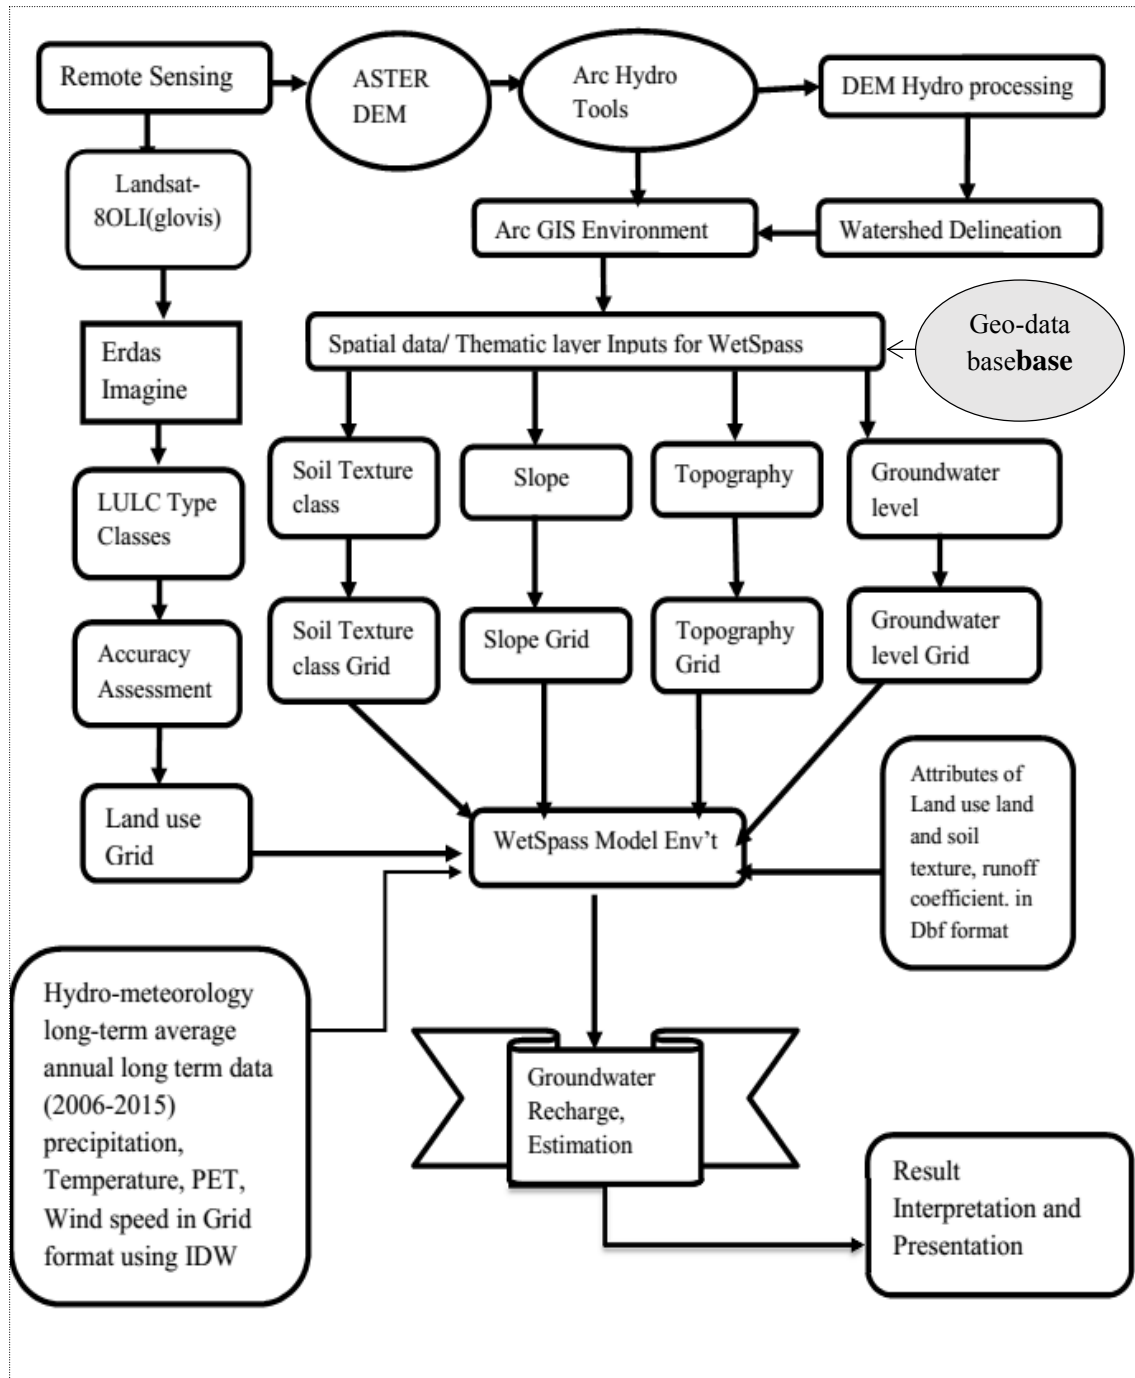 Remote Sensing
ASTER
DEM
Arc Hydro
Tools
DEM Hydro processing
Landsat-
8OLI(glovis)
Arc GIS Environment
Watershed Delineation
Erdas
Imagine
Spatial data/ Thematic layer Inputs for WetSpass
Geo-data
basebase
LULC Type
Classes
Soil Texture
class
Slope
Topography
Groundwater
level
Accuracy
Assessment
Soil Texture
class Grid
Slope Grid
Topography
Grid
Groundwater
level Grid
Land use
Grid
WetSpass Model Env’t
Attributes of
Land use land
and soil
texture, runoff
coefficient. in
Dbf format
Hydro-meteorology
long-term average
annual long term data
(2006-2015)
precipitation,
Temperature, PET,
Wind speed in Grid
format using IDW
Groundwater
Recharge,
Estimation
Result
Interpretation and
Presentation